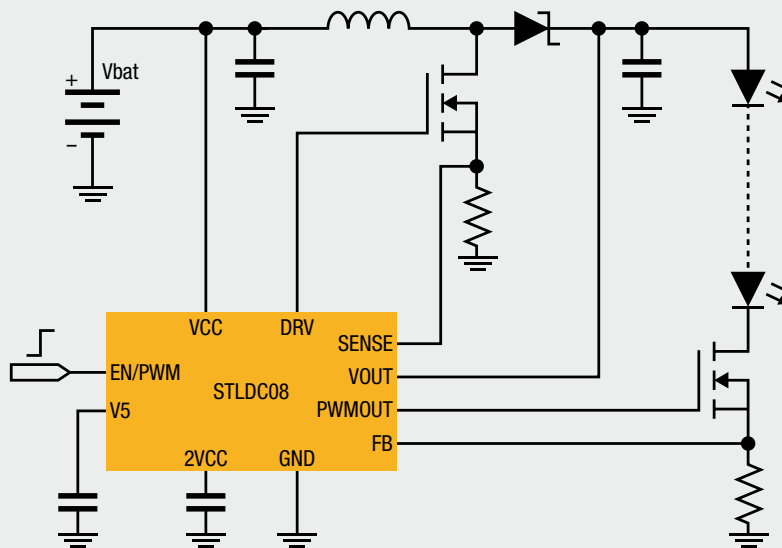 +
Vbat
–
VCC
DRV
SENSE
EN/PWM
STLDC08
VOUT
V5
PWMOUT
FB
2VCC
GND